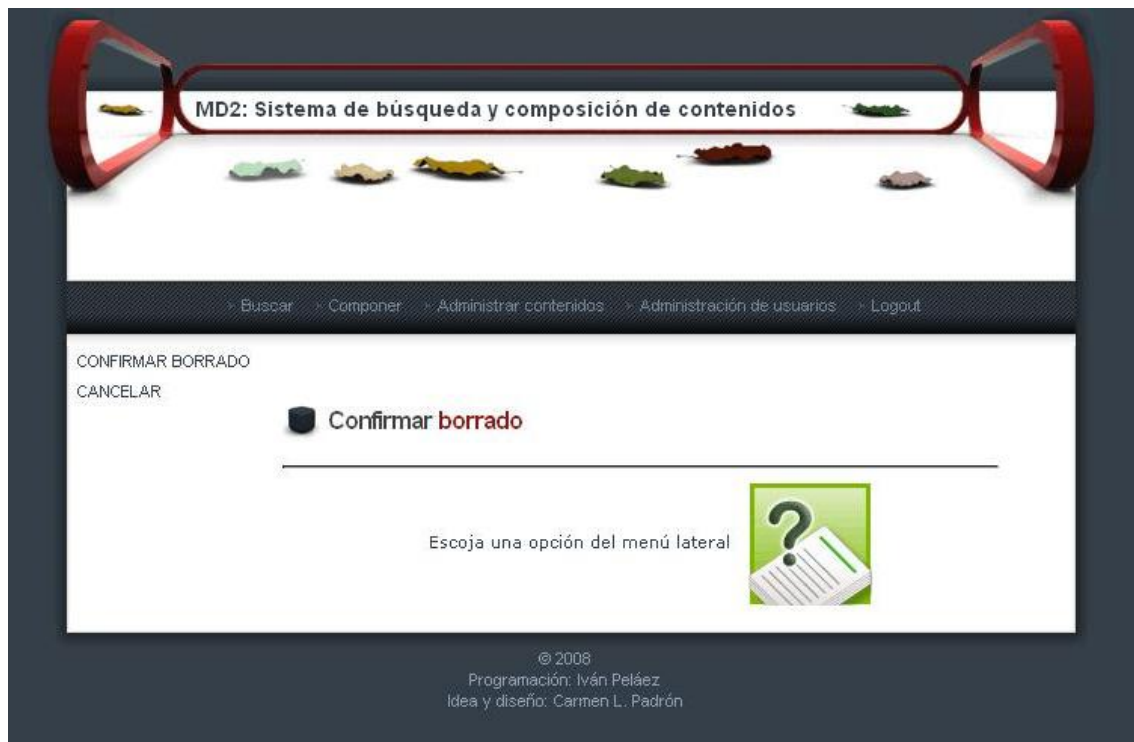 MD2: Sistema de búsqueda y composición de contenidos
Buscar Componer Administrar contenidos Administración de usuarios Logout
CONFIRMAR BORRADO
CANCELAR
Confirmar borrado
Escoja una opción del menú lateral
?
© 2008
Programación: Iván Peláez
Idea y diseño: Carmen L. Padrón